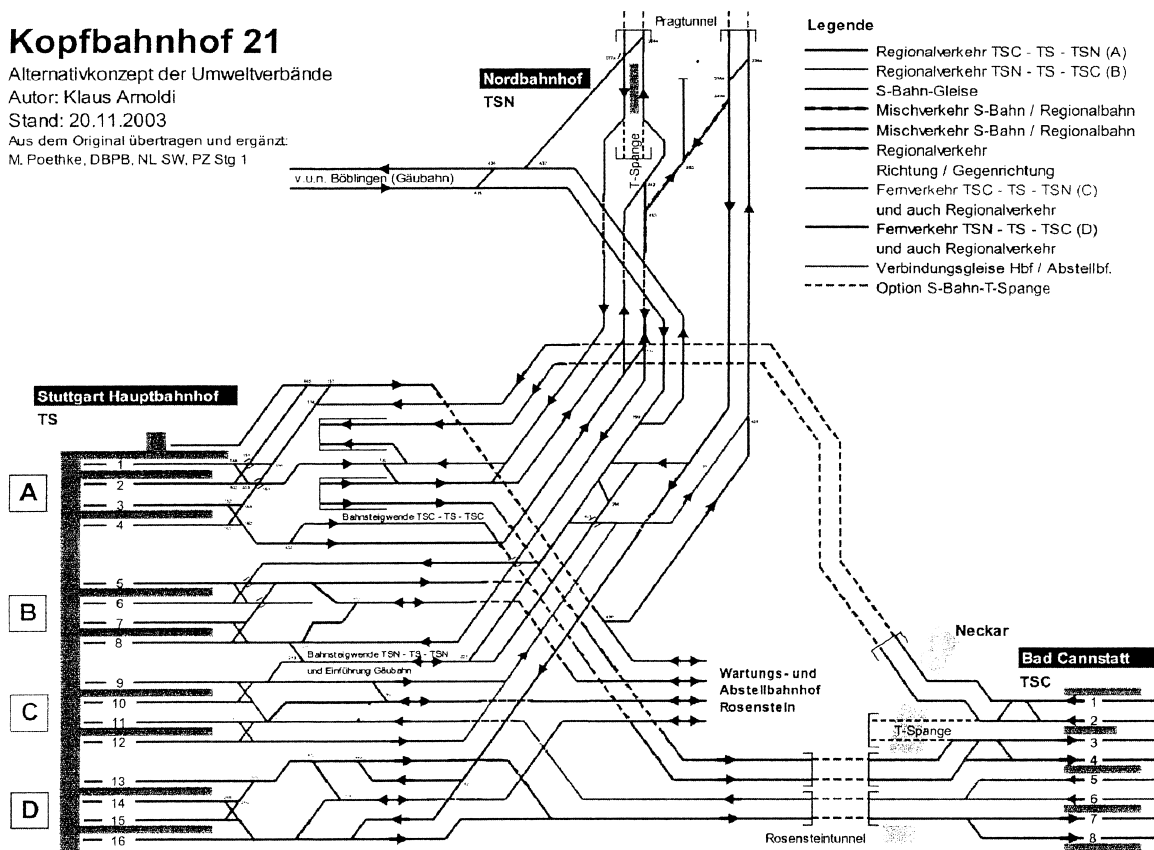 Kopfbahnhof 21
Alternativkonzept der Umweltverbände
Autor: Klaus Arnoldi
Stand: 20.11.2003
Aus dem Original übertragen und ergänzt:
M. Poethke, DBPB, NL SW, PZ Stg 1
Pragtunnel
Nordbahnhof
TSN
T-Spange
v.u.n. Böblingen (Gäubahn)
Legende
Regionalverkehr TSC - TS - TSN (A)
Regionalverkehr TSN - TS - TSC (B)
S-Bahn-Gleise
Mischverkehr S-Bahn / Regionalbahn
Mischverkehr S-Bahn / Regionalbahn
Regionalverkehr
Richtung / Gegenrichtung
Fernverkehr TSC - TS - TSN (C)
und auch Regionalverkehr
Fernverkehr TSN - TS - TSC (D)
und auch Regionalverkehr
Verbindungsgleise Hbf / Abstellbf.
Option S-Bahn-T-Spange
Stuttgart Hauptbahnhof
TS
A
1
2
3
4
Bahnsteigwende TSC - TS - TSC
B
5
6
7
8
Bahnsteigwende TSN - TS - TSN
und Einführung Gäubahn
C
9
10
11
12
D
13
14
15
16
Wartungs- und
Abstellbahnhof
Rosenstein
Neckar
Bad Cannstatt
TSC
T-Spange
1
2
3
4
5
6
7
8
Rosensteintunnel